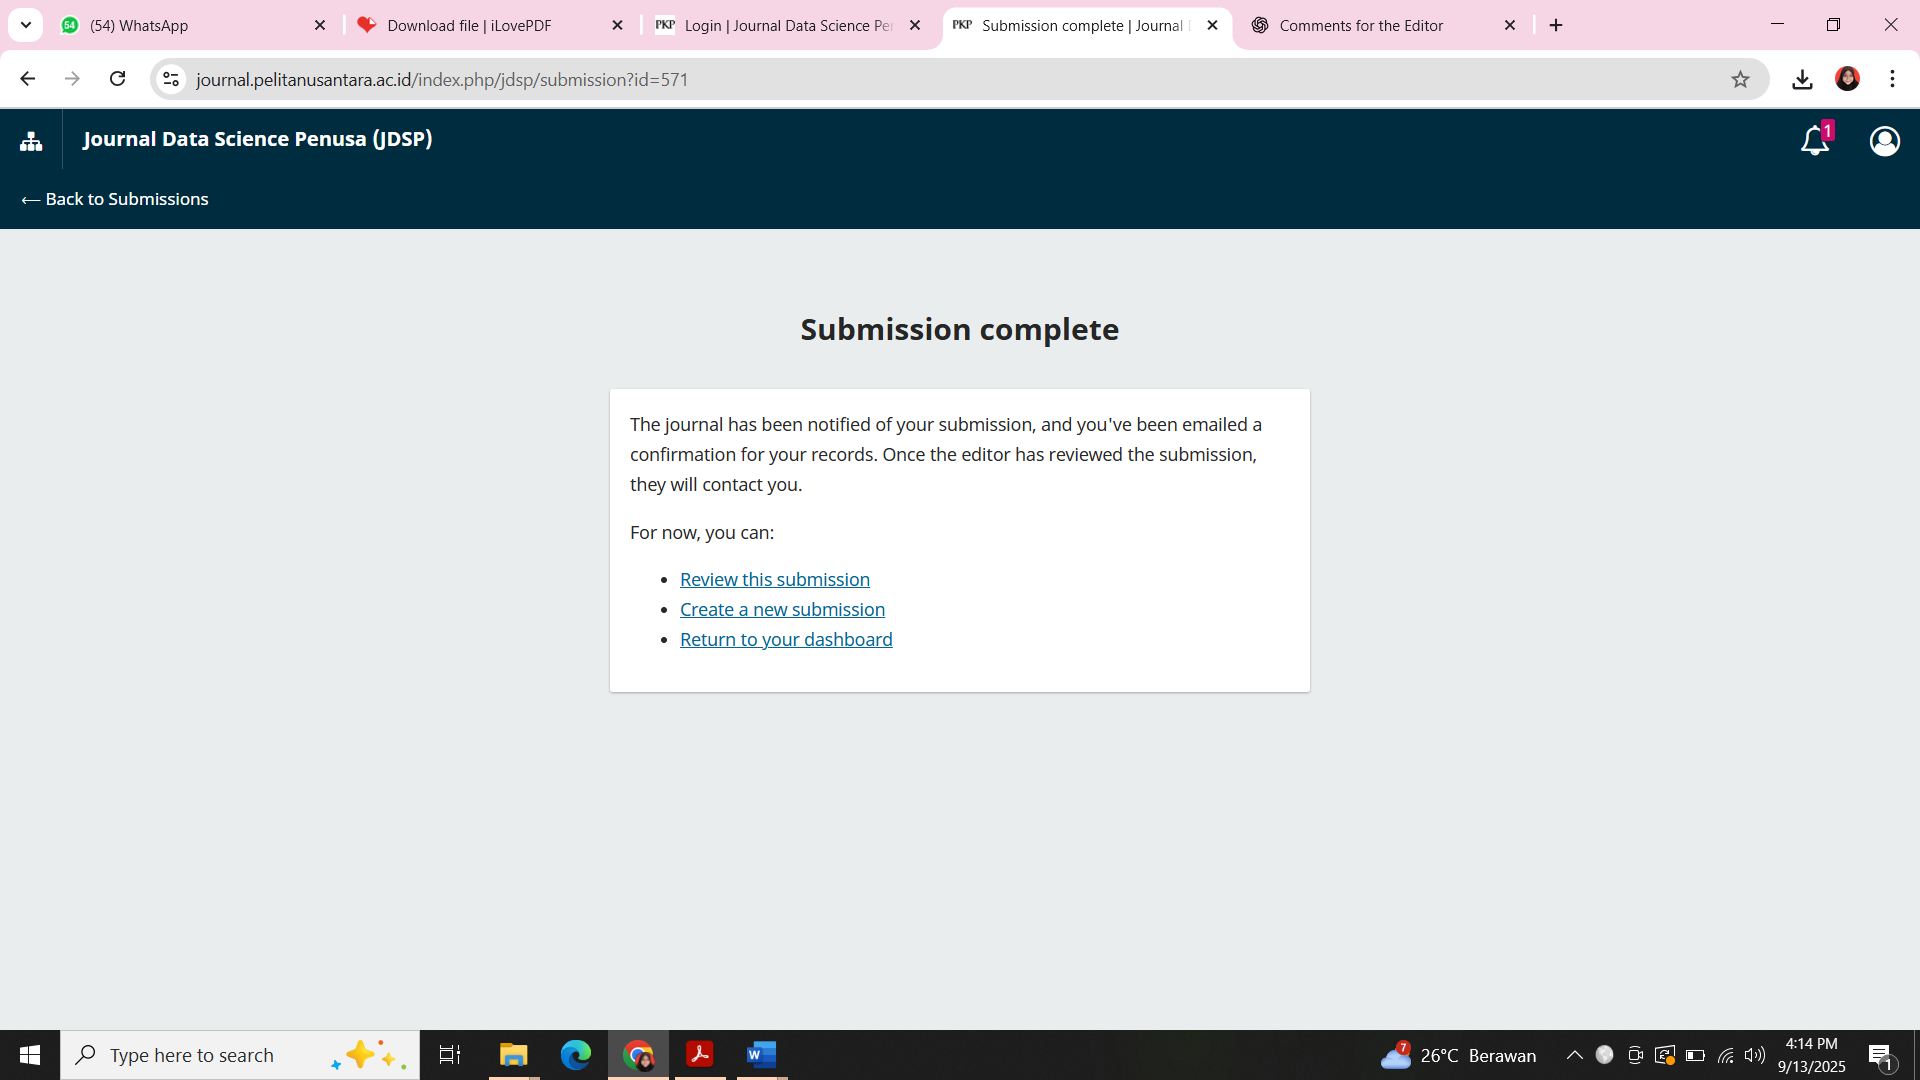 54
(54) WhatsApp
Download file | iLovePDF
PKP
Login | Journal Data Science Pe
PKP
Submission complete | Journal
Comments for the Editor
journal.pelitanusantara.ac.id/index.php/jdsp/submission?id=571
Journal Data Science Penusa (JDSP)
1
← Back to Submissions
Submission complete
The journal has been notified of your submission, and you've been emailed a
confirmation for your records. Once the editor has reviewed the submission,
they will contact you.
For now, you can:
• Review this submission
• Create a new submission
• Return to your dashboard
Type here to search
W
7
26°C Berawan
4:14 PM
9/13/2025
1